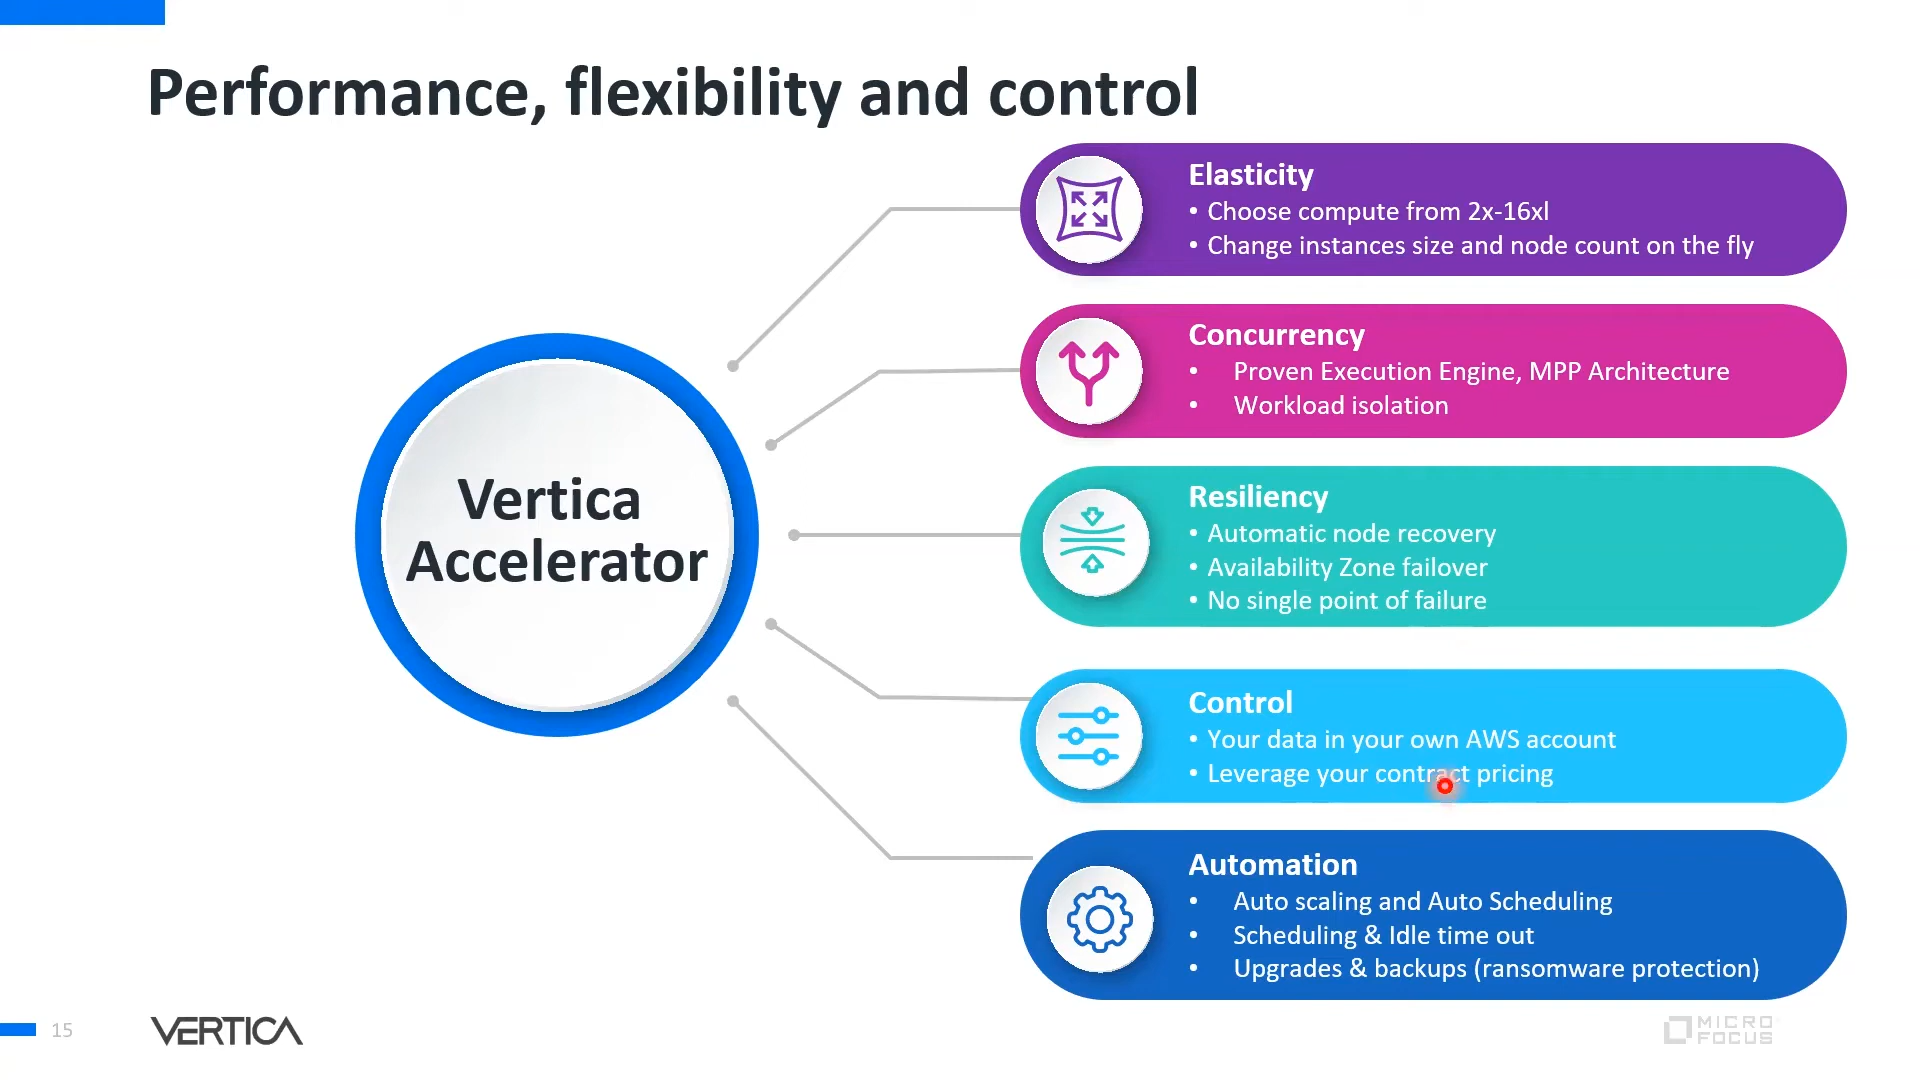 Performance, flexibility and control
Elasticity
• Choose compute from 2x-16xl
• Change instances size and node count on the fly
Concurrency
• Proven Execution Engine, MPP Architecture
• Workload isolation
Vertica
Accelerator
Resiliency
• Automatic node recovery
• Availability Zone failover
• No single point of failure
Control
• Your data in your own AWS account
• Leverage your contract pricing
Automation
• Auto scaling and Auto Scheduling
• Scheduling & Idle time out
• Upgrades & backups (ransomware protection)
15
VERTICA
MICRO
FOCUS